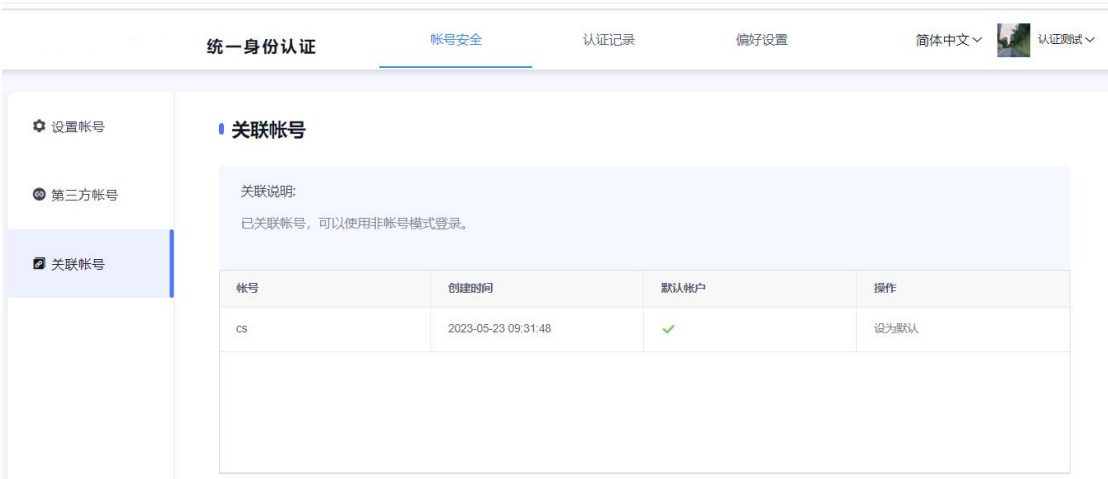 统一身份认证 帐号安全 认证记录 偏好设置 简体中文 认证测试
设置帐号
第三方帐号
关联帐号
关联帐号
关联说明:
已关联帐号，可以使用非帐号模式登录。
帐号 创建时间 默认帐户 操作
cs 2023-05-23 09:31:48 设为默认